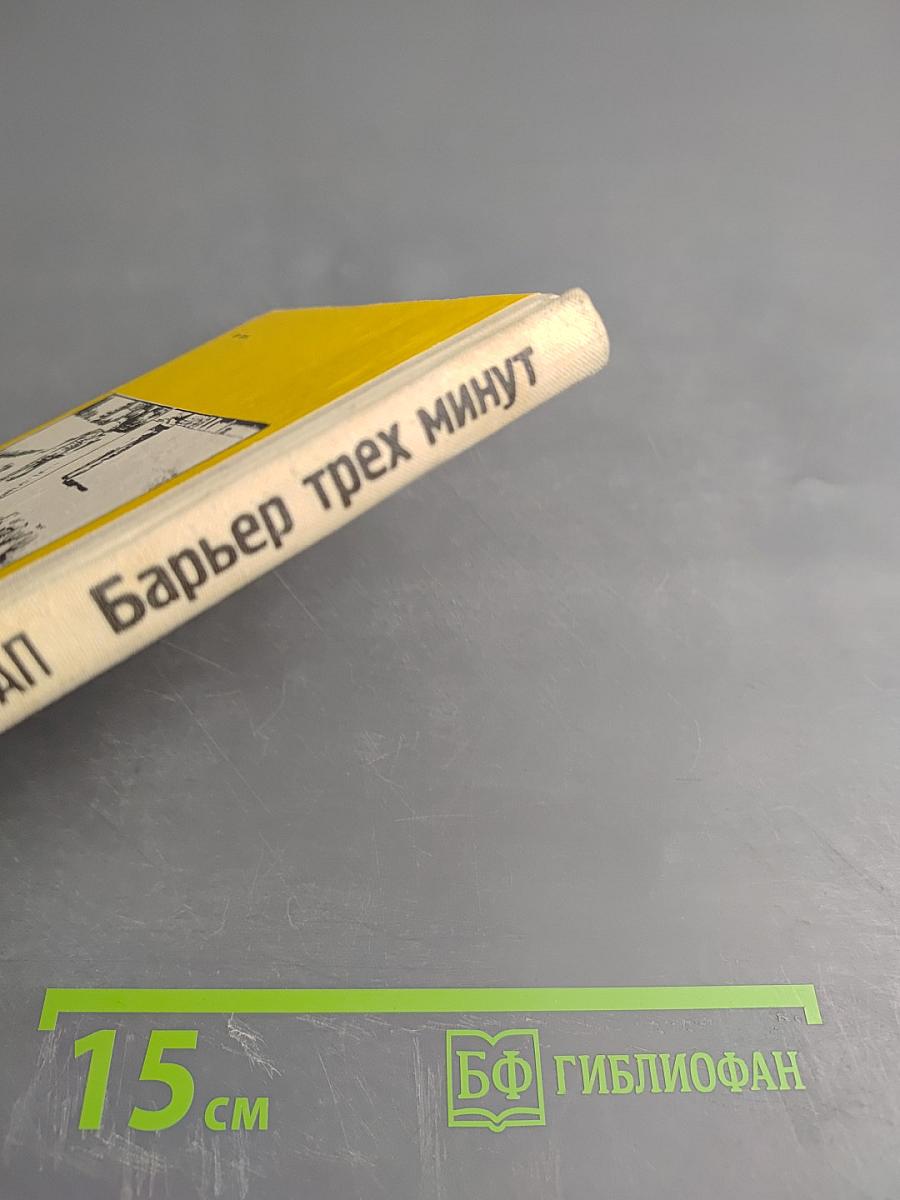 АП Барьер трех минут
15 см
БФ ГИБЛИОФАН